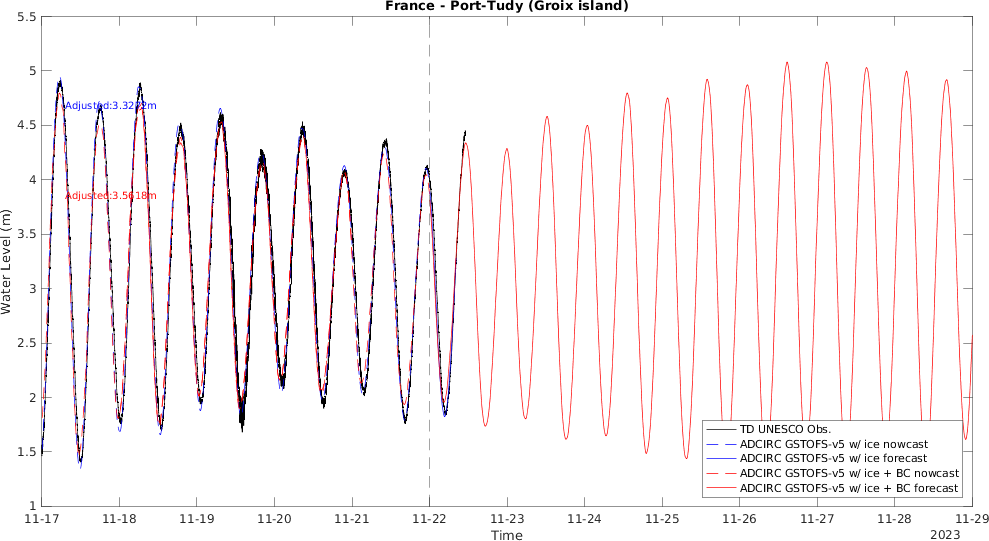 France - Port-Tudy (Groix island)
5.5
5
4.5
4
3.5
3
2.5
2
1.5
1
Water Level (m)
Adjusted:3.3282m
Adjusted:3.5618m
TD UNESCO Obs.
ADCIRC GSTOFS-v5 w/ ice nowcast
ADCIRC GSTOFS-v5 w/ ice forecast
ADCIRC GSTOFS-v5 w/ ice + BC nowcast
ADCIRC GSTOFS-v5 w/ ice + BC forecast
11-17 11-18 11-19 11-20 11-21 11-22 11-23 11-24 11-25 11-26 11-27 11-28 11-29
Time
2023